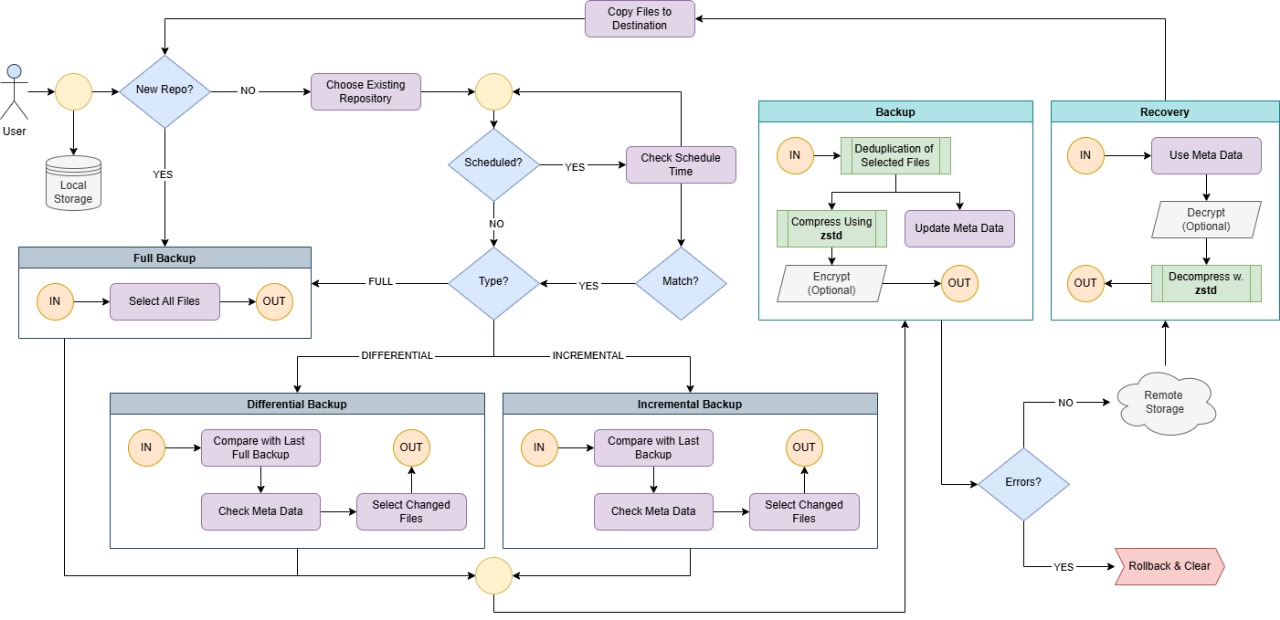 Copy Files to
Destination
User
New Repo?
NO
Choose Existing
Repository
Local
Storage
YES
Scheduled?
YES
Check Schedule
Time
NO
Type?
FULL
YES
Match?
Full Backup
IN
Select All Files
OUT
DIFFERENTIAL
INCREMENTAL
Differential Backup
IN
Compare with Last
Full Backup
OUT
Check Meta Data
Select Changed
Files
Incremental Backup
IN
Compare with Last
Backup
OUT
Check Meta Data
Select Changed
Files
Backup
IN
Deduplication of
Selected Files
Compress Using
zstd
Update Meta Data
Encrypt
(Optional)
OUT
Recovery
IN
Use Meta Data
Decrypt
(Optional)
OUT
Decompress w.
zstd
Remote
Storage
NO
Errors?
YES
Rollback & Clear